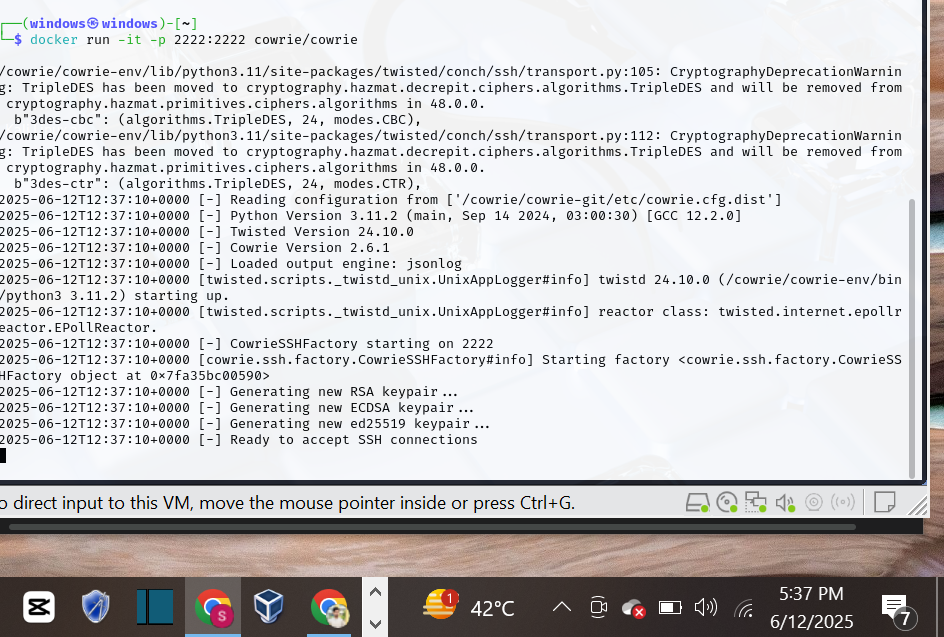 ┌──(windows㉿windows)-[~]
└─$ docker run -it -p 2222:2222 cowrie/cowrie
/cowrie/cowrie-env/lib/python3.11/site-packages/twisted/conch/ssh/transport.py:105: CryptographyDeprecationWarnin
g: TripleDES has been moved to cryptography.hazmat.decrepit.ciphers.algorithms.TripleDES and will be removed from
cryptography.hazmat.primitives.ciphers.algorithms in 48.0.0.
b"3des-cbc": (algorithms.TripleDES, 24, modes.CBC),
/cowrie/cowrie-env/lib/python3.11/site-packages/twisted/conch/ssh/transport.py:112: CryptographyDeprecationWarnin
g: TripleDES has been moved to cryptography.hazmat.decrepit.ciphers.algorithms.TripleDES and will be removed from
cryptography.hazmat.primitives.ciphers.algorithms in 48.0.0.
b"3des-ctr": (algorithms.TripleDES, 24, modes.CTR),
2025-06-12T12:37:10+0000 [-] Reading configuration from ['/cowrie/cowrie-git/etc/cowrie.cfg.dist']
2025-06-12T12:37:10+0000 [-] Python Version 3.11.2 (main, Sep 14 2024, 03:00:30) [GCC 12.2.0]
2025-06-12T12:37:10+0000 [-] Twisted Version 24.10.0
2025-06-12T12:37:10+0000 [-] Cowrie Version 2.6.1
2025-06-12T12:37:10+0000 [-] Loaded output engine: jsonlog
2025-06-12T12:37:10+0000 [twisted.scripts._twistd_unix.UnixAppLogger#info] twistd 24.10.0 (/cowrie/cowrie-env/bin
/python3 3.11.2) starting up.
2025-06-12T12:37:10+0000 [twisted.scripts._twistd_unix.UnixAppLogger#info] reactor class: twisted.internet.epollr
eactor.EPollReactor.
2025-06-12T12:37:10+0000 [-] CowrieSSHFactory starting on 2222
2025-06-12T12:37:10+0000 [cowrie.ssh.factory.CowrieSSHFactory#info] Starting factory <cowrie.ssh.factory.CowrieSS
HFactory object at 0×7fa35bc00590>
2025-06-12T12:37:10+0000 [-] Generating new RSA keypair...
2025-06-12T12:37:10+0000 [-] Generating new ECDSA keypair...
2025-06-12T12:37:10+0000 [-] Generating new ed25519 keypair...
2025-06-12T12:37:10+0000 [-] Ready to accept SSH connections
o direct input to this VM, move the mouse pointer inside or press Ctrl+G.
S
1
42°C
5:37 PM
6/12/2025
7